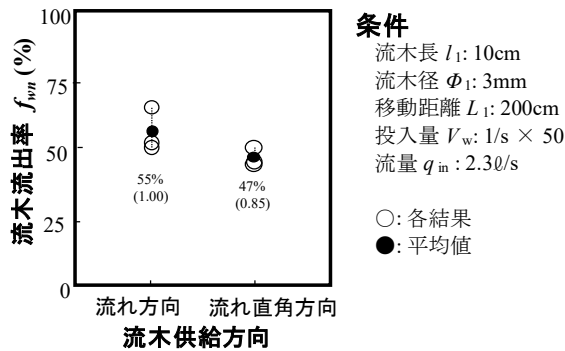 100
75
50
25
0
流木流出率 fwn (%)
55%
(1.00)
47%
(0.85)
流れ方向
流れ直角方向
流木供給方向
条件
流木長 l1: 10cm
流木径 Φ1: 3mm
移動距離 L1: 200cm
投入量 Vw: 1/s × 50
流量 q in : 2.3ℓ/s
○: 各結果
●: 平均値